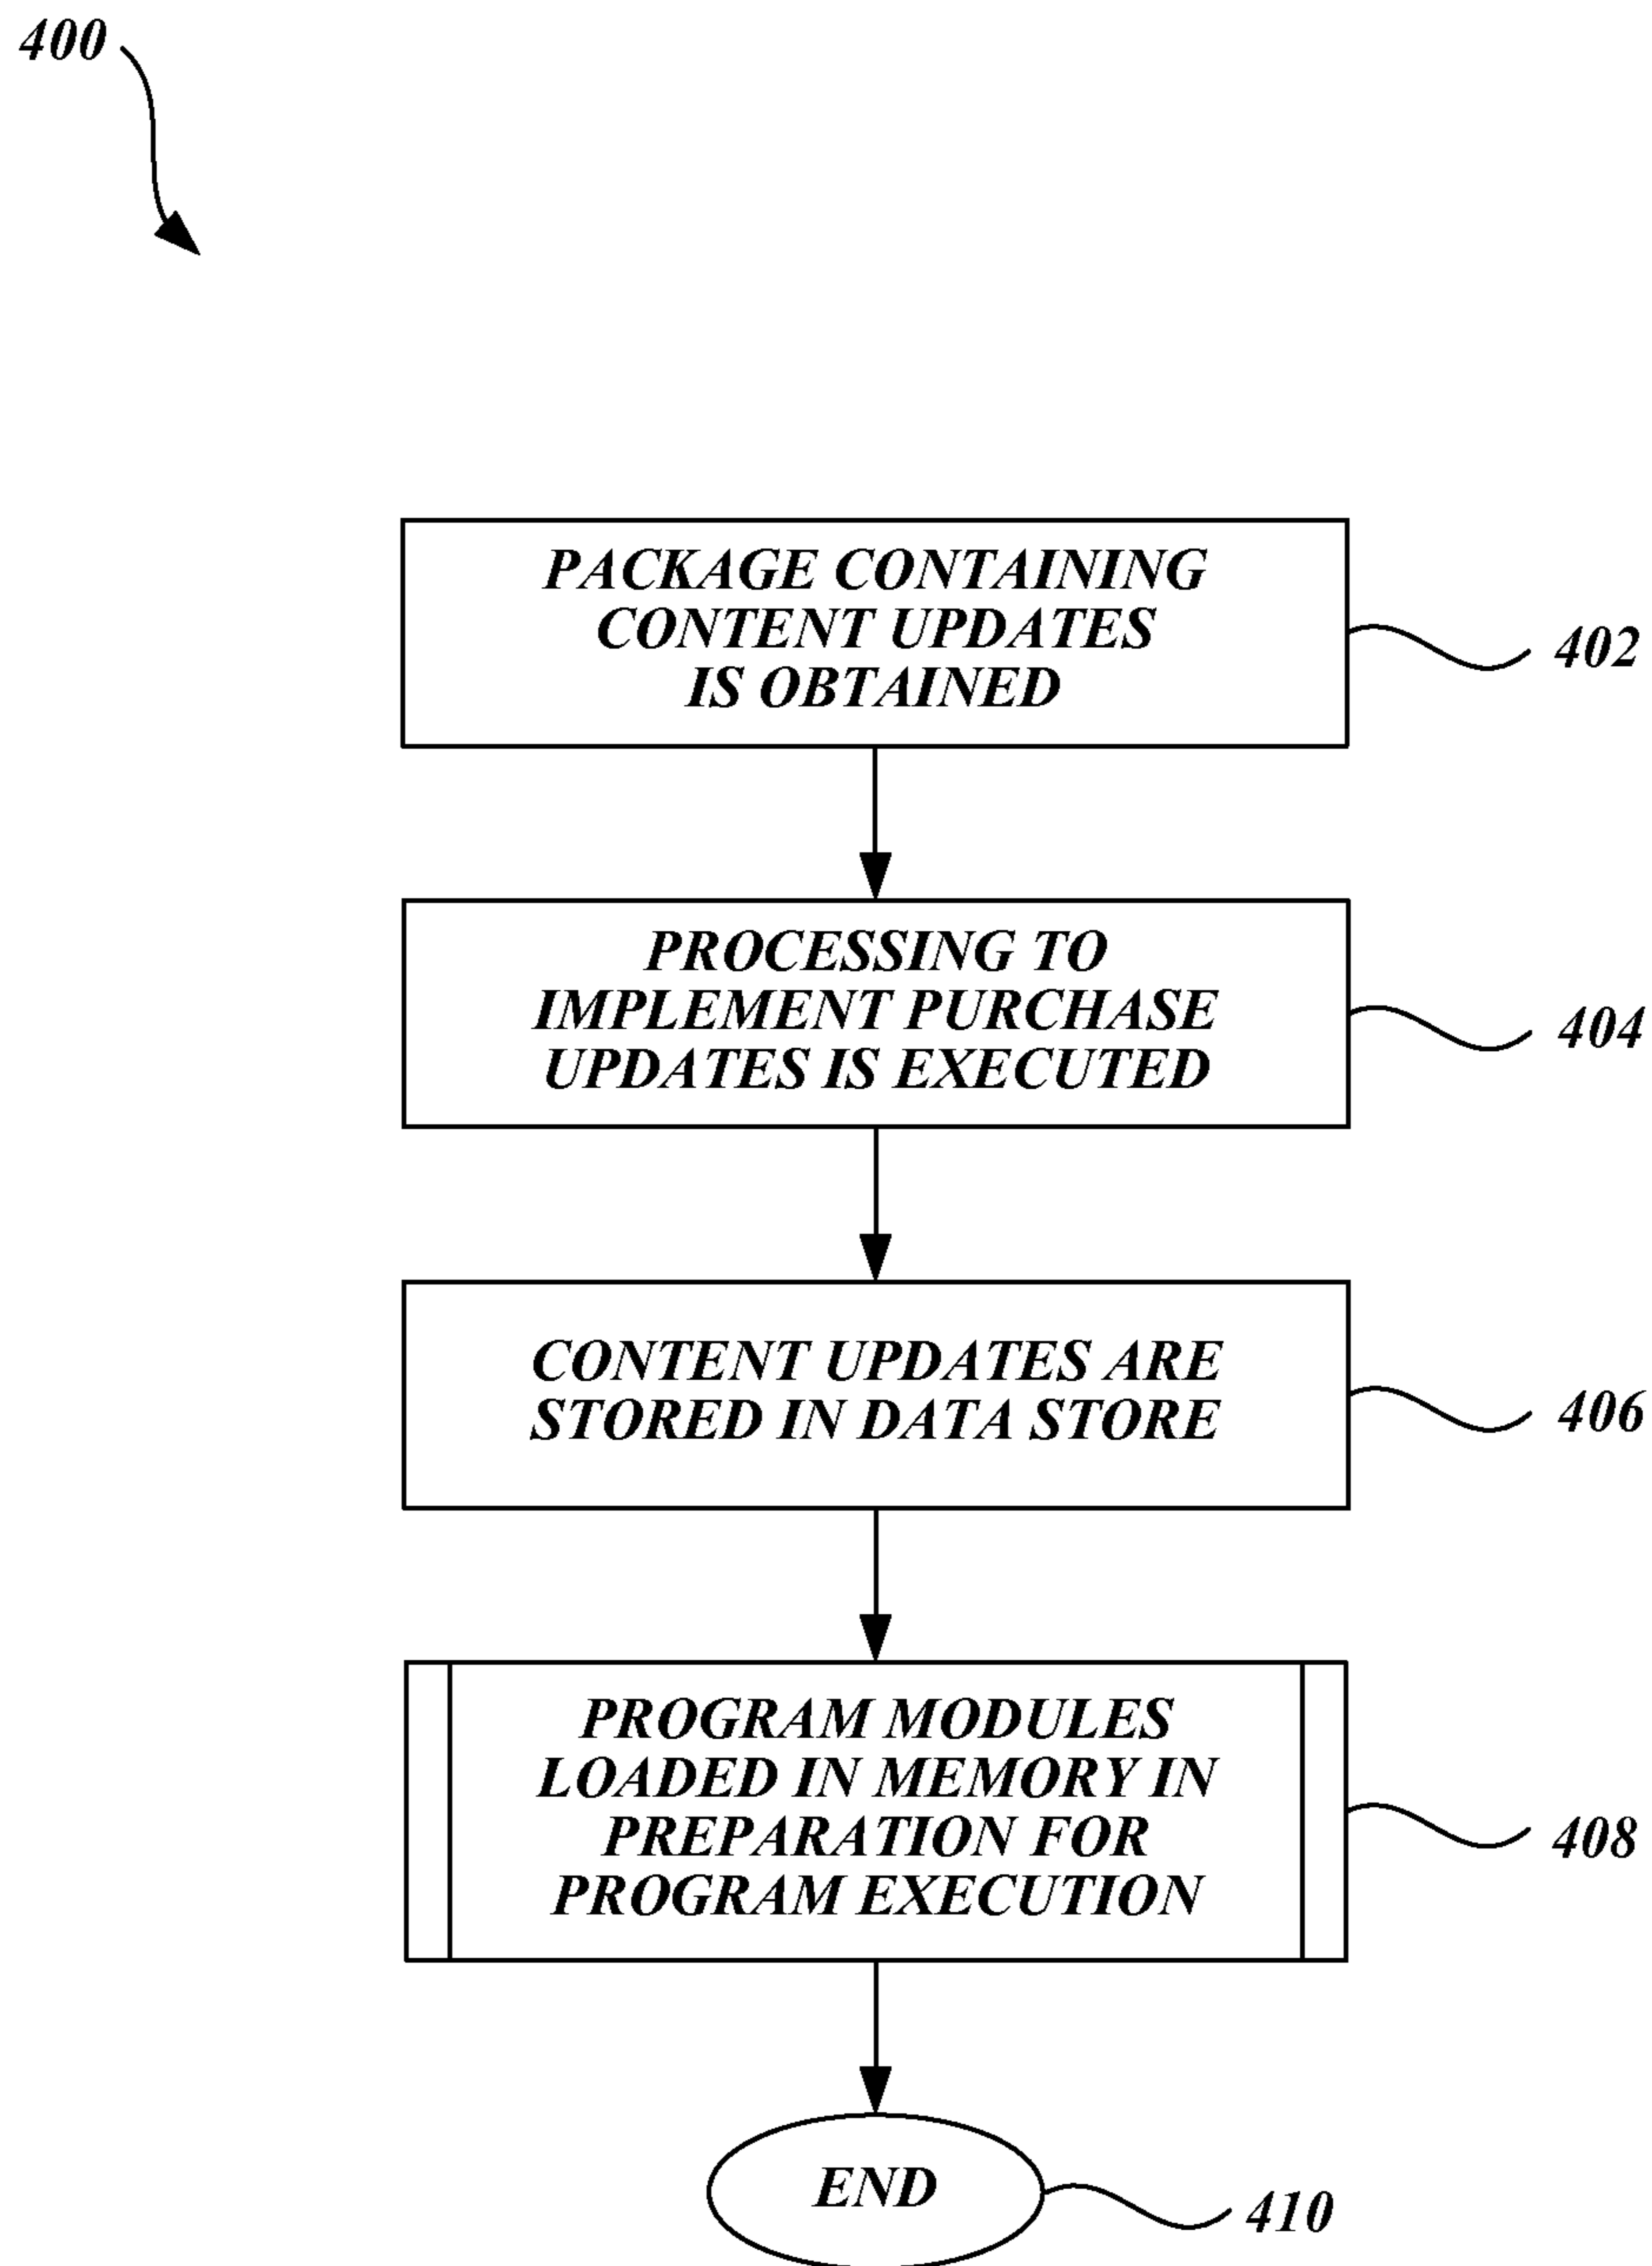 400
PACKAGE CONTAINING
CONTENT UPDATES
IS OBTAINED
402
PROCESSING TO
IMPLEMENT PURCHASE
UPDATES IS EXECUTED
404
CONTENT UPDATES ARE
STORED IN DATA STORE
406
PROGRAM MODULES
LOADED IN MEMORY IN
PREPARATION FOR
PROGRAM EXECUTION
408
END
410